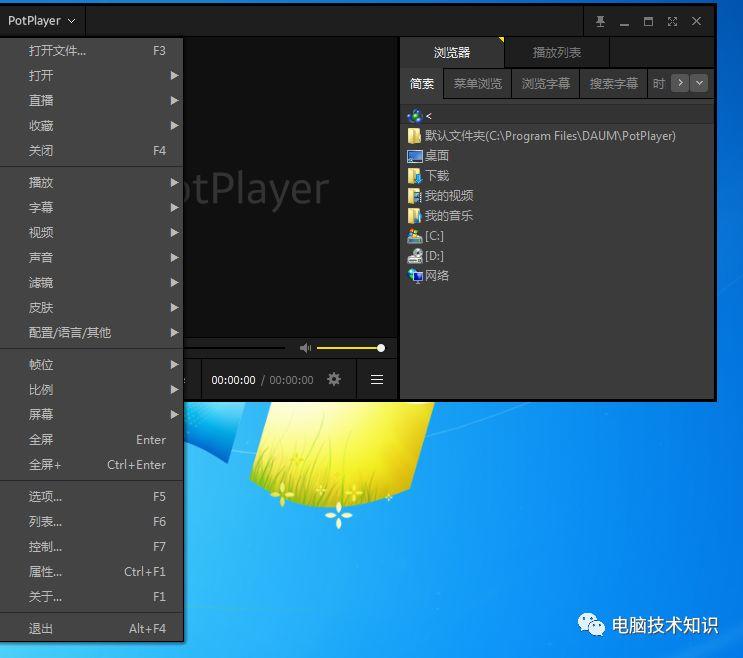 PotPlayer
打开文件... F3
打开
直播
收藏
关闭 F4
播放
字幕
视频
声音
滤镜
皮肤
配置/语言/其他
帧位
比例
屏幕
全屏 Enter
全屏+ Ctrl+Enter
选项... F5
列表... F6
控制... F7
属性... Ctrl+F1
关于... F1
退出 Alt+F4
otPlayer
00:00:00 / 00:00:00
浏览器 播放列表
简索 菜单浏览 浏览字幕 搜索字幕 时
<
默认文件夹(C:\Program Files\DAUM\PotPlayer)
桌面
下载
我的视频
我的音乐
[C:]
[D:]
网络
电脑技术知识